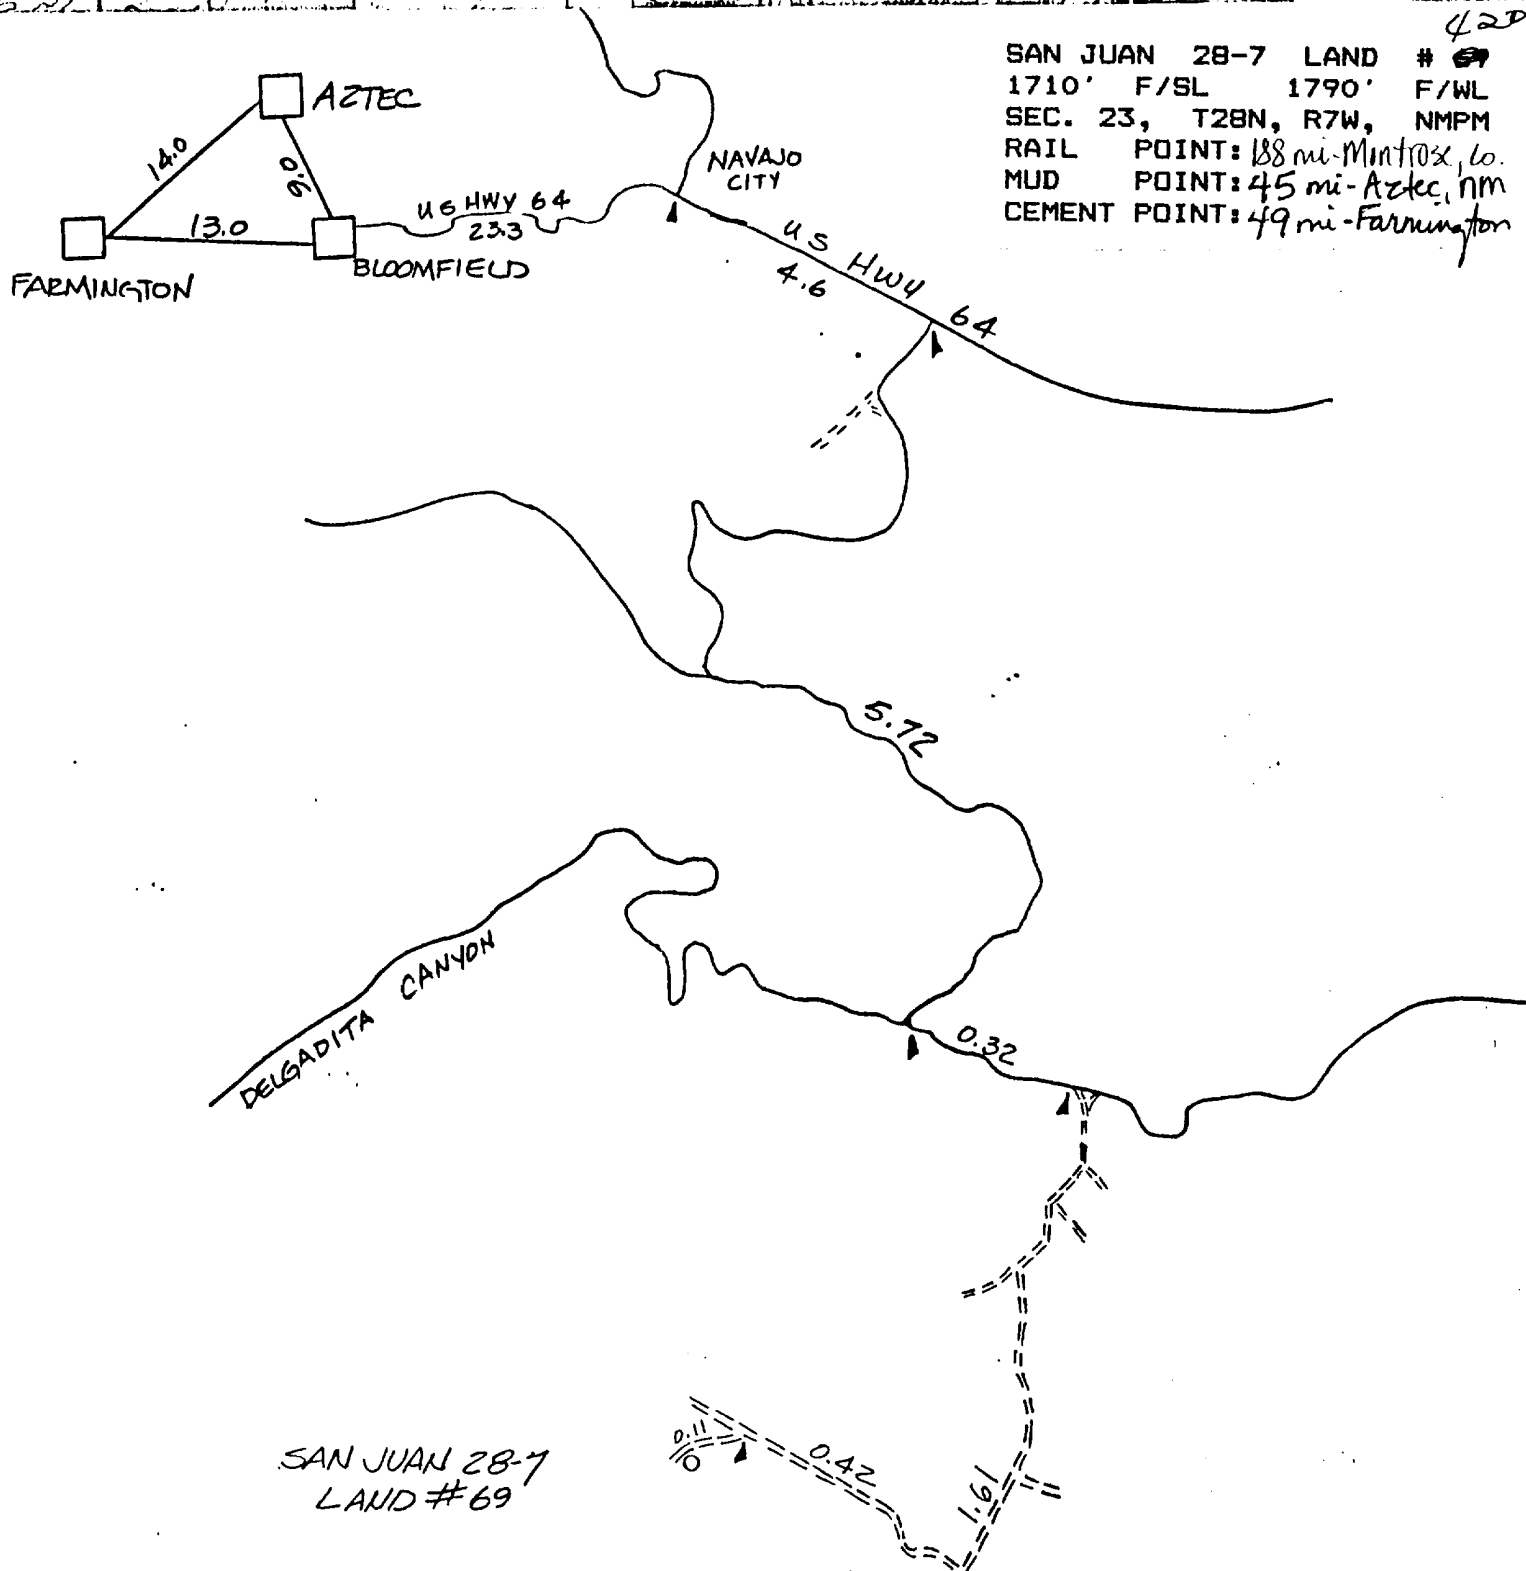 42D
SAN JUAN 28-7 LAND #
1710' F/SL 1790' F/WL
SEC. 23, T28N, R7W, NMPM
RAIL POINT: 188 mi-Montrose, Co.
MUD POINT: 45 mi-Aztec, nm
CEMENT POINT: 49 mi-Farmington
AZTEC
14.0
9.0
13.0
FARMINGTON
BLOOMFIELD
US HWY 64
23.3
NAVAJO
CITY
US HWY 64
4.6
5.72
DELGADITA CANYON
0.32
0.11
0.42
1.61
SAN JUAN 28-7
LAND #69